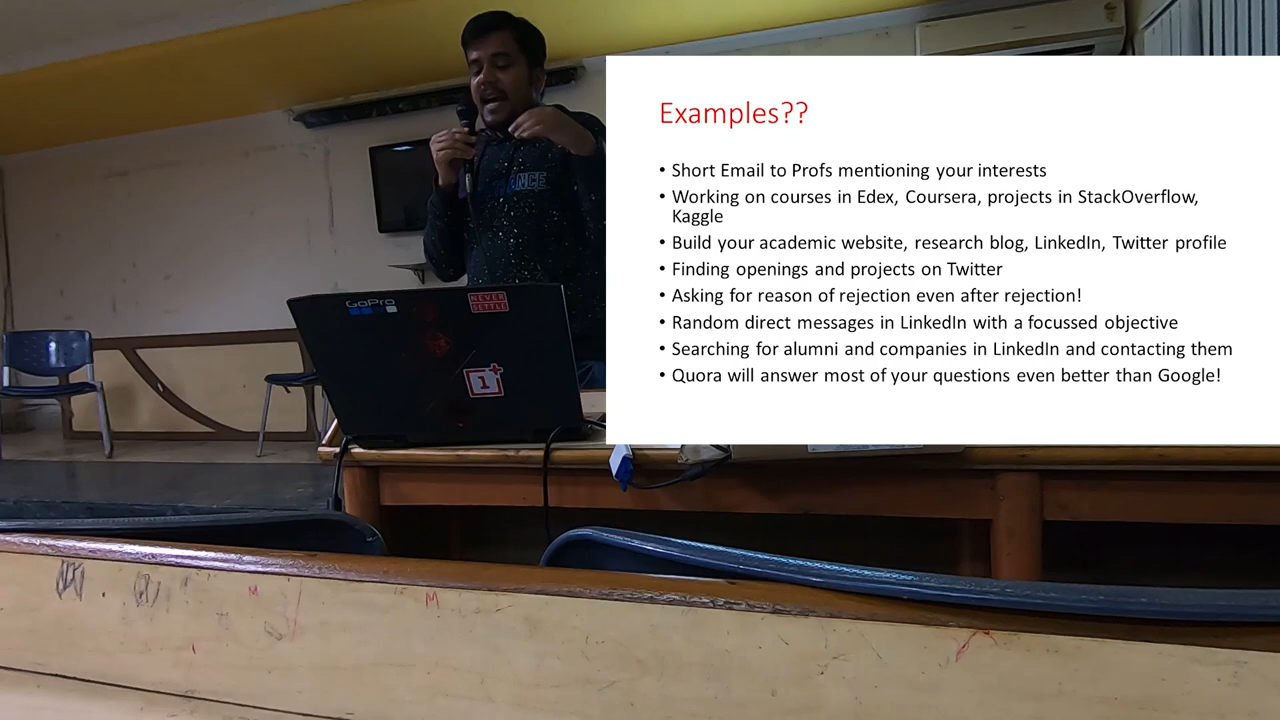 Examples??
• Short Email to Profs mentioning your interests
• Working on courses in Edex, Coursera, projects in StackOverflow,
Kaggle
• Build your academic website, research blog, LinkedIn, Twitter profile
• Finding openings and projects on Twitter
• Asking for reason of rejection even after rejection!
• Random direct messages in LinkedIn with a focussed objective
• Searching for alumni and companies in LinkedIn and contacting them
• Quora will answer most of your questions even better than Google!
GoPro
NEVER
SETTLE
1+
M
M